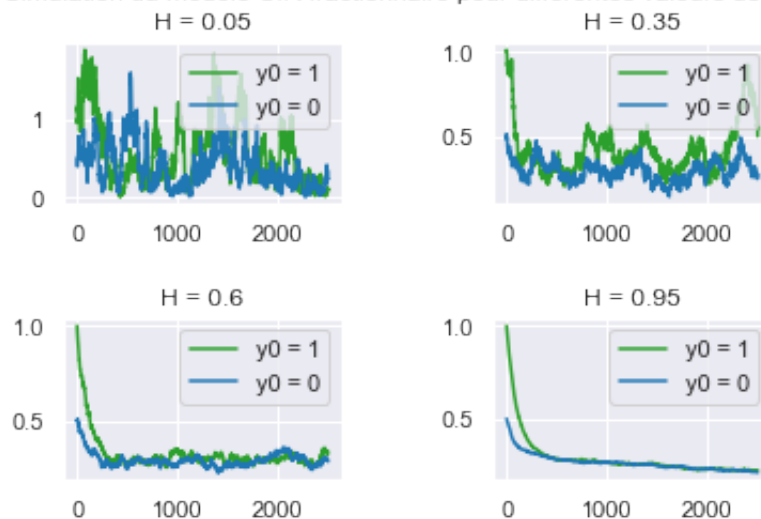 H = 0.05 H = 0.35
1.0
y0 = 1 y0 = 1
y0 = 0 y0 = 0
1
0.5
0
0 1000 2000 0 1000 2000
H = 0.6 H = 0.95
1.0 1.0
y0 = 1 y0 = 1
y0 = 0 y0 = 0
0.5 0.5
0 1000 2000 0 1000 2000